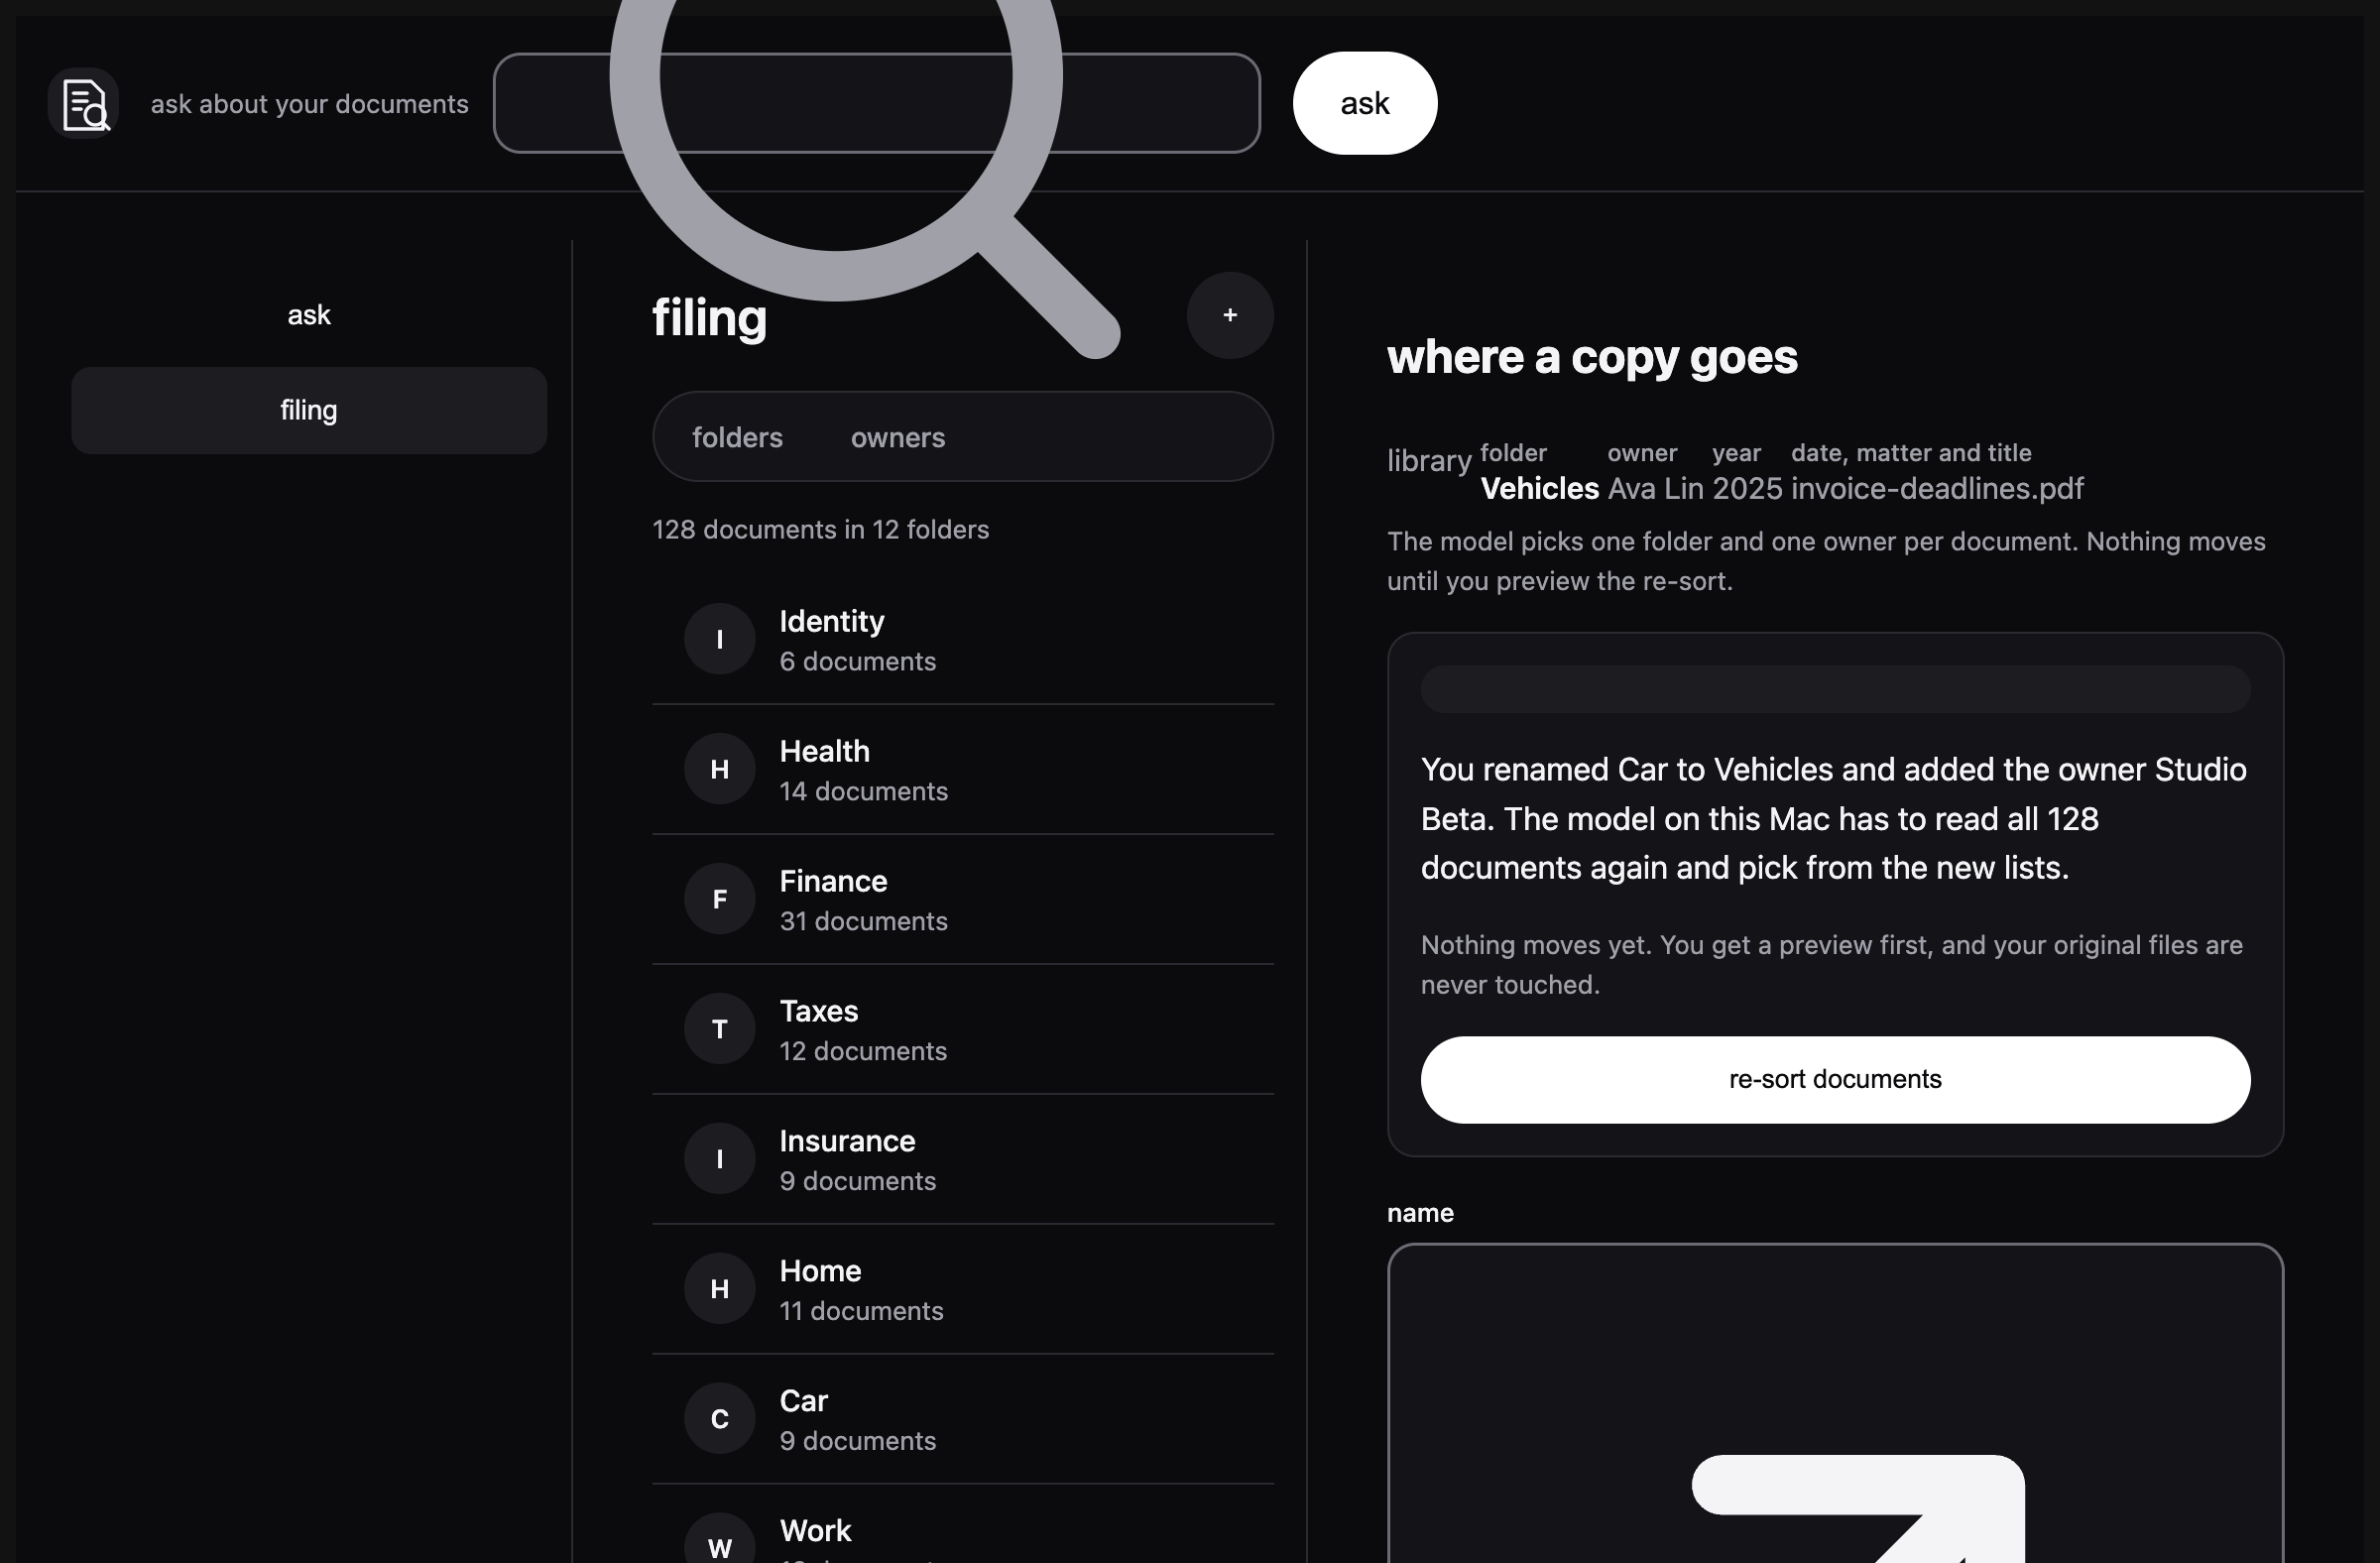 ask about your documents
ask
ask
filing
filing
+
folders owners
128 documents in 12 folders
I
Identity
6 documents
H
Health
14 documents
F
Finance
31 documents
T
Taxes
12 documents
I
Insurance
9 documents
H
Home
11 documents
C
Car
9 documents
W
Work
where a copy goes
library
folder owner year date, matter and title
Vehicles Ava Lin 2025 invoice-deadlines.pdf
The model picks one folder and one owner per document. Nothing moves
until you preview the re-sort.
You renamed Car to Vehicles and added the owner Studio
Beta. The model on this Mac has to read all 128
documents again and pick from the new lists.
Nothing moves yet. You get a preview first, and your original files are
never touched.
re-sort documents
name